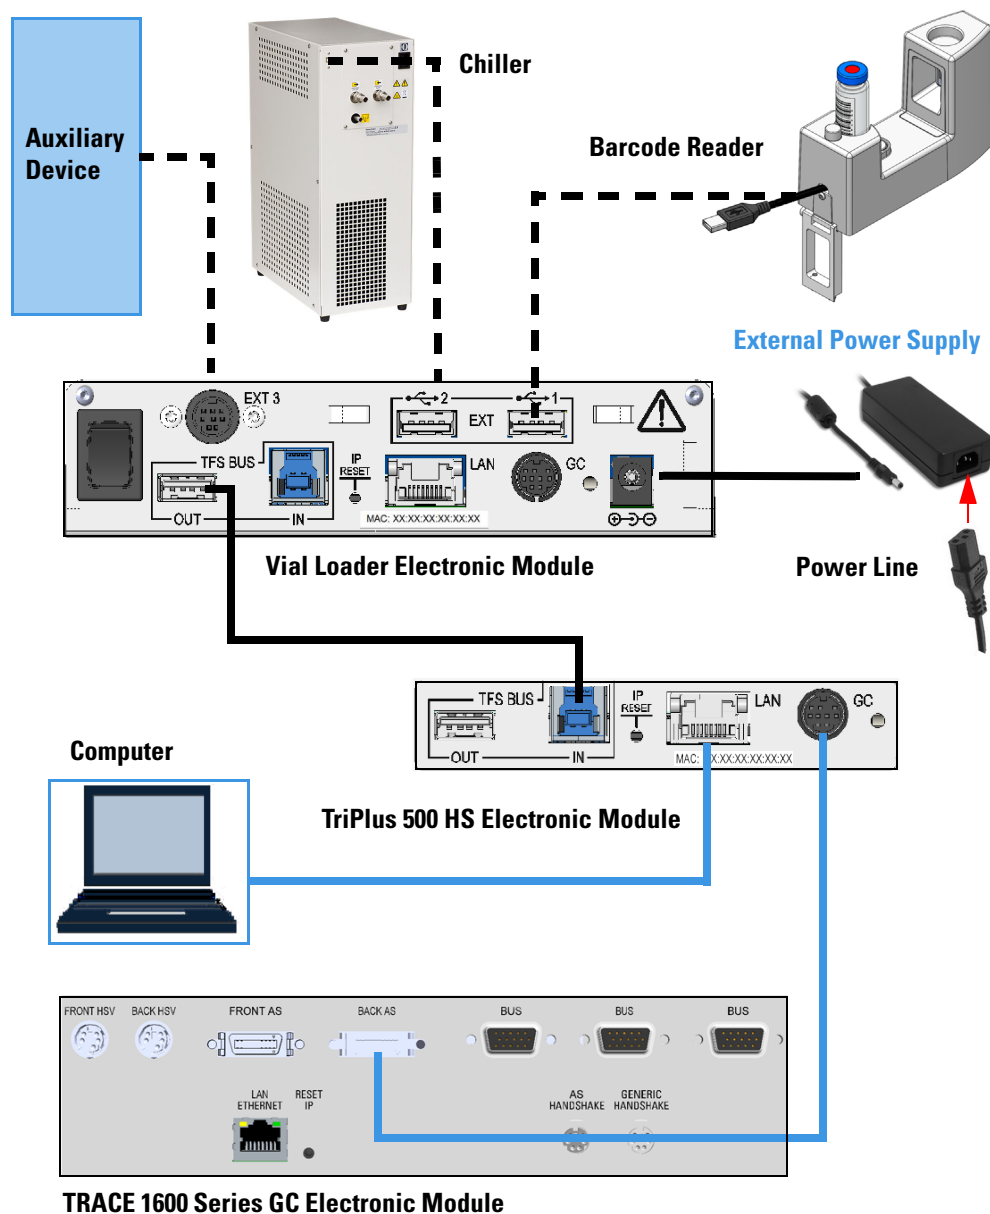 Chiller
Auxiliary
Device
Barcode Reader
External Power Supply
EXT 3
2
1
EXT
TFS BUS
IP
RESET
LAN
GC
OUT
IN
MAC: XX:XX:XX:XX:XX:XX
Vial Loader Electronic Module
Power Line
TFS BUS
IP
RESET
LAN
GC
OUT
IN
MAC: XX:XX:XX:XX:XX
Computer
TriPlus 500 HS Electronic Module
FRONT HSV
BACK HSV
FRONT AS
BACK AS
BUS
BUS
BUS
LAN
ETHERNET
RESET
IP
AS
HANDSHAKE
GENERIC
HANDSHAKE
TRACE 1600 Series GC Electronic Module